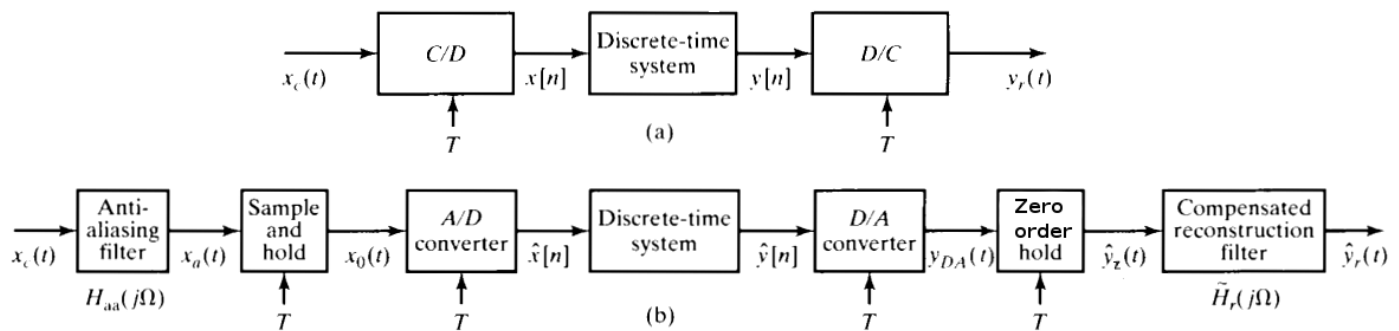 C/D
Discrete-time
system
D/C
x_c(t)
x[n]
y[n]
y_r(t)
T
(a)
T
Anti-
aliasing
filter
Sample
and
hold
A/D
converter
Discrete-time
system
D/A
converter
Zero
order
hold
Compensated
reconstruction
filter
x_c(t)
x_a(t)
x_0(t)
x̂[n]
ŷ[n]
y_DA(t)
ŷ_z(t)
ŷ_r(t)
H_aa(jΩ)
T
T
(b)
T
T
H̃_r(jΩ)